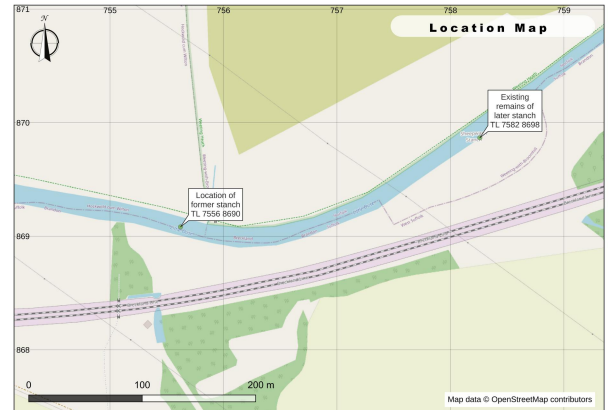 871
755
756
757
758
759
Location Map
N
870
Existing
remains of
later stanch
TL 7582 8698
Location of
former stanch
TL 7556 8690
869
868
0
100
200 m
Map data © OpenStreetMap contributors